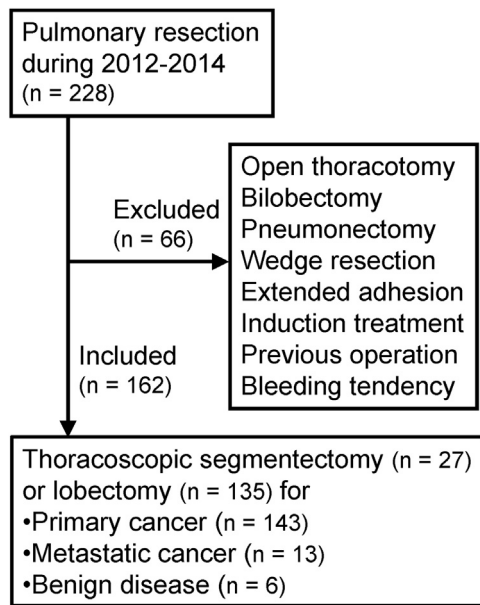 Pulmonary resection
during 2012-2014
(n = 228)
Excluded
(n = 66)
Open thoracotomy
Bilobectomy
Pneumonectomy
Wedge resection
Extended adhesion
Induction treatment
Previous operation
Bleeding tendency
Included
(n = 162)
Thoracoscopic segmentectomy (n = 27)
or lobectomy (n = 135) for
•Primary cancer (n = 143)
•Metastatic cancer (n = 13)
•Benign disease (n = 6)